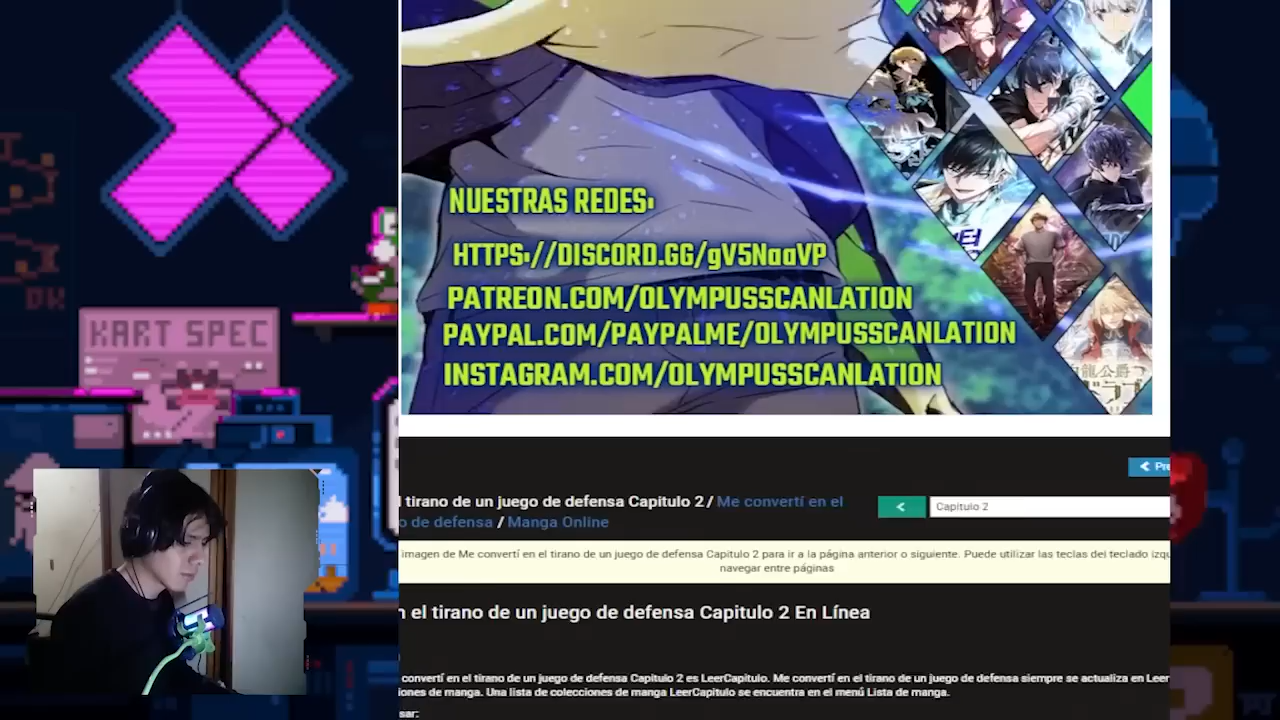 KART SPEC
DK
NUESTRAS REDES:
HTTPS://DISCORD.GG/gV5NaaVP
PATREON.COM/OLYMPUSSCANLATION
PAYPAL.COM/PAYPALME/OLYMPUSSCANLATION
INSTAGRAM.COM/OLYMPUSSCANLATION
tirano de un juego de defensa Capitulo 2 / Me convertí en el
de defensa / Manga Online
Capitulo 2
imagen de Me convertí en el tirano de un juego de defensa Capitulo 2 para ir a la página anterior o siguiente. Puede utilizar las teclas del teclado
navegar entre páginas
el tirano de un juego de defensa Capitulo 2 En Línea
convertí en el tirano de un juego de defensa Capitulo 2 es LeerCapitulo. Me convertí en el tirano de un juego de defensa siempre se actualiza en Leer
de manga. Una lista de colecciones de manga LeerCapitulo se encuentra en el menú Lista de manga.